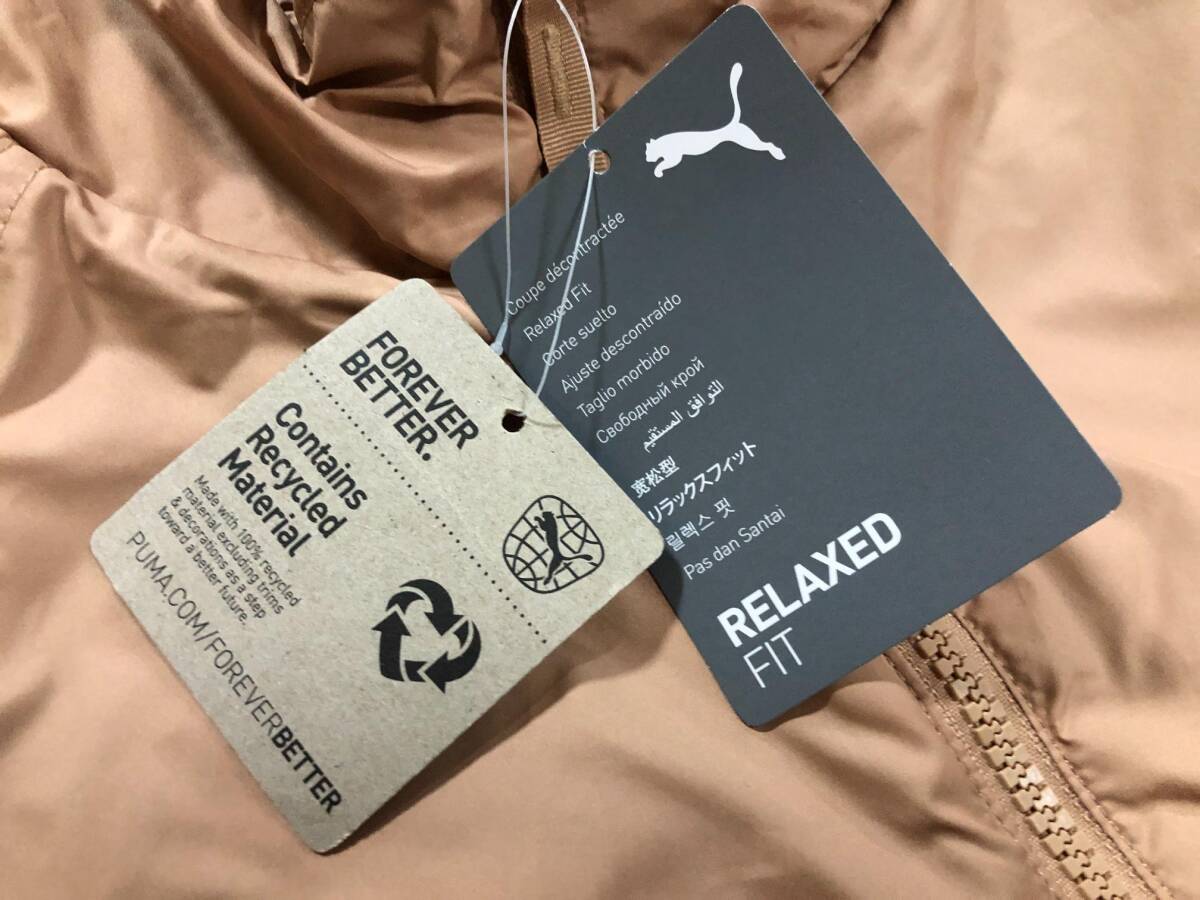 Coupe décontractée
Relaxed Fit
Corte suelto
Ajuste descontraído
Taglio morbido
Свободный крой
التوافق المستقيم
宽松型
リラックスフィット
릴렉스 핏
Pas dan Santai
RELAXED
FIT
FOREVER
BETTER.
Contains
Recycled
Material
Made with 100% recycled
material excluding trims
& decorations as a step
toward a better future.
PUMA.COM/FOREVERBETTER